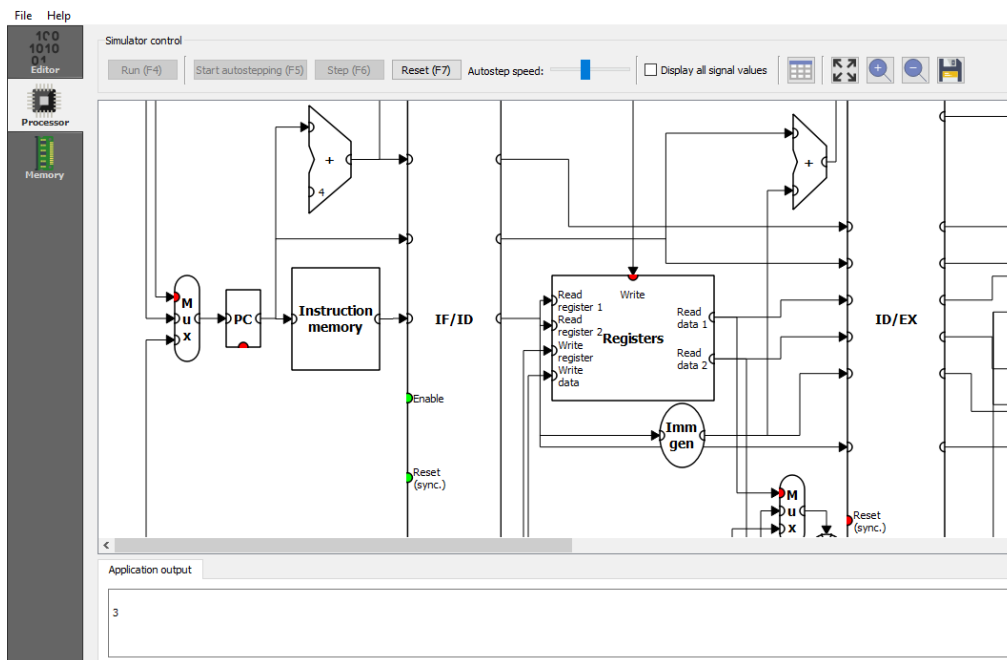 File Help
100
1010
01
Editor
Processor
Memory
Simulator control
Run (F4) Start autostepping (F5) Step (F6) Reset (F7) Autostep speed: Display all signal values
+
4
M
u
x
PC
Instruction
memory
IF/ID
Enable
Reset
(sync.)
Read
register 1
Read
register 2
Write
register
Write
data
Write
Registers
Read
data 1
Read
data 2
Imm
gen
+
M
u
x
ID/EX
Reset
(sync.)
Application output
3